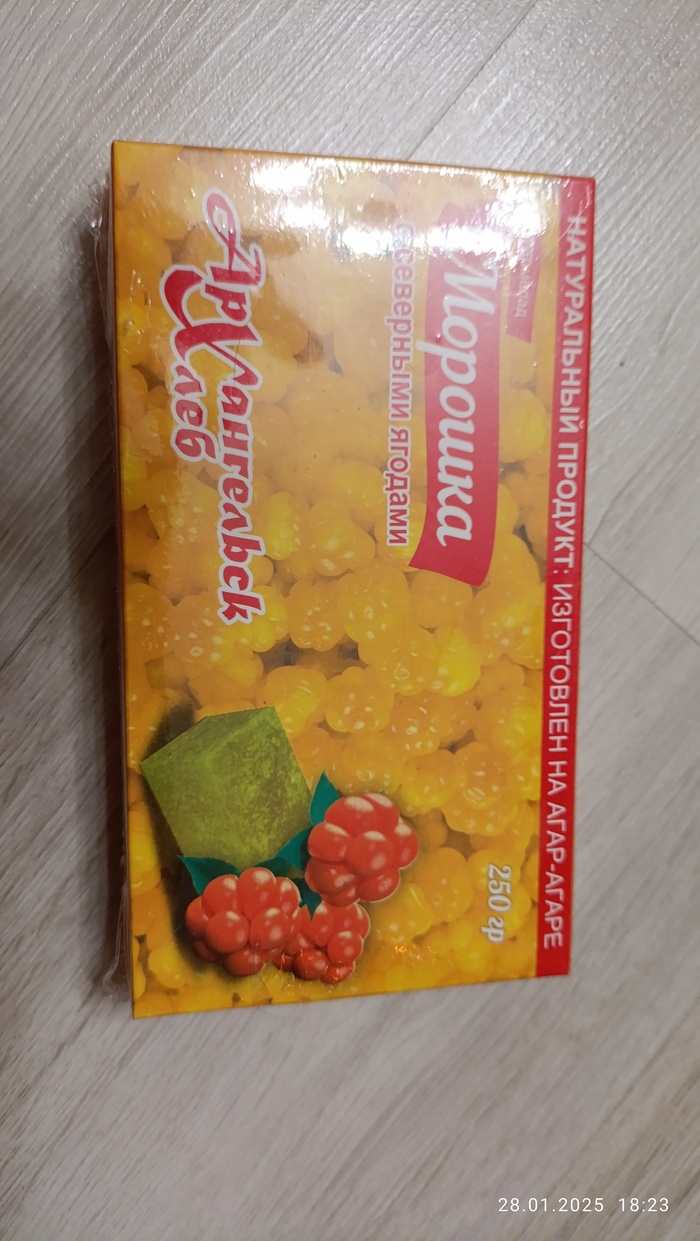 НАТУРАЛЬНЫЙ ПРОДУКТ: ИЗГОТОВЛЕН НА АГАР-АГАРЕ
Морошка
с северными ягодами
250 гр
АрХангельск
Хлеб
28.01.2025 18:23